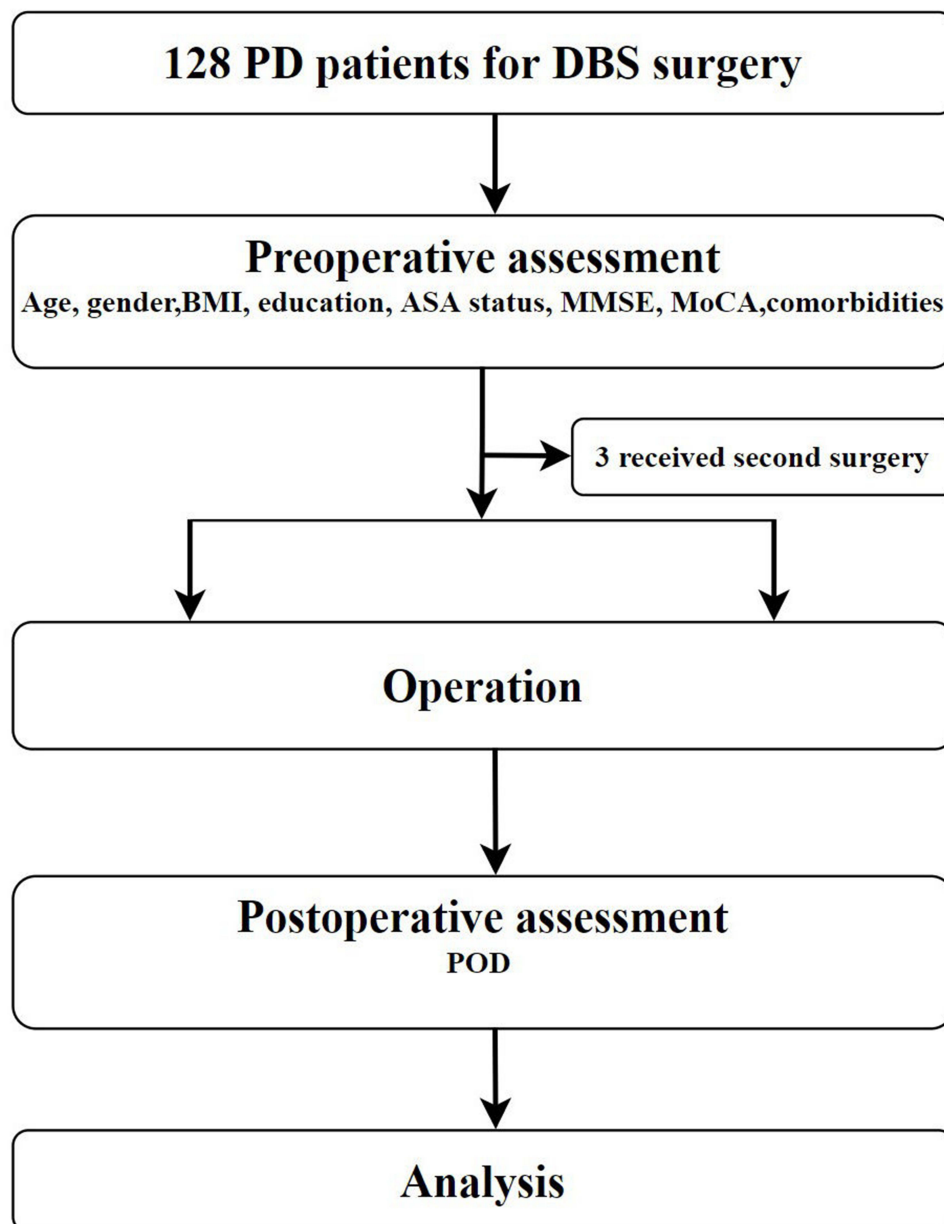 128 PD patients for DBS surgery
Preoperative assessment
Age, gender,BMI, education, ASA status, MMSE, MoCA,comorbidities
3 received second surgery
Operation
Postoperative assessment
POD
Analysis